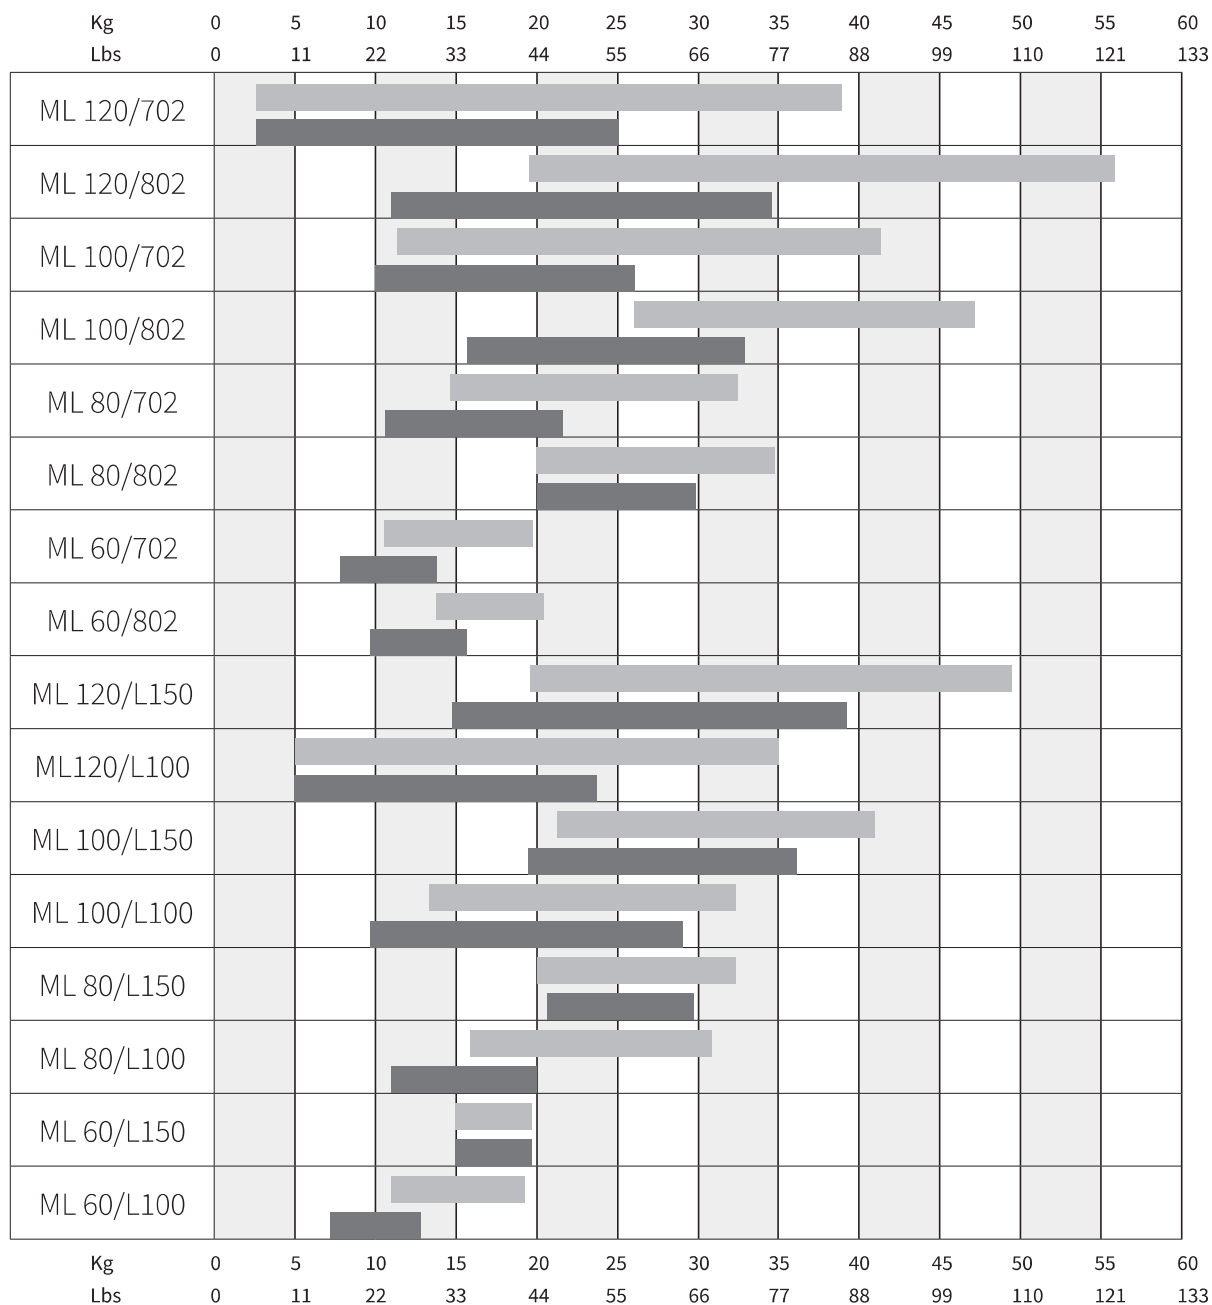 Kg 0 5 10 15 20 25 30 35 40 45 50 55 60
Lbs 0 11 22 33 44 55 66 77 88 99 110 121 133
ML 120/702
ML 120/802
ML 100/702
ML 100/802
ML 80/702
ML 80/802
ML 60/702
ML 60/802
ML 120/L150
ML120/L100
ML 100/L150
ML 100/L100
ML 80/L150
ML 80/L100
ML 60/L150
ML 60/L100
Kg 0 5 10 15 20 25 30 35 40 45 50 55 60
Lbs 0 11 22 33 44 55 66 77 88 99 110 121 133